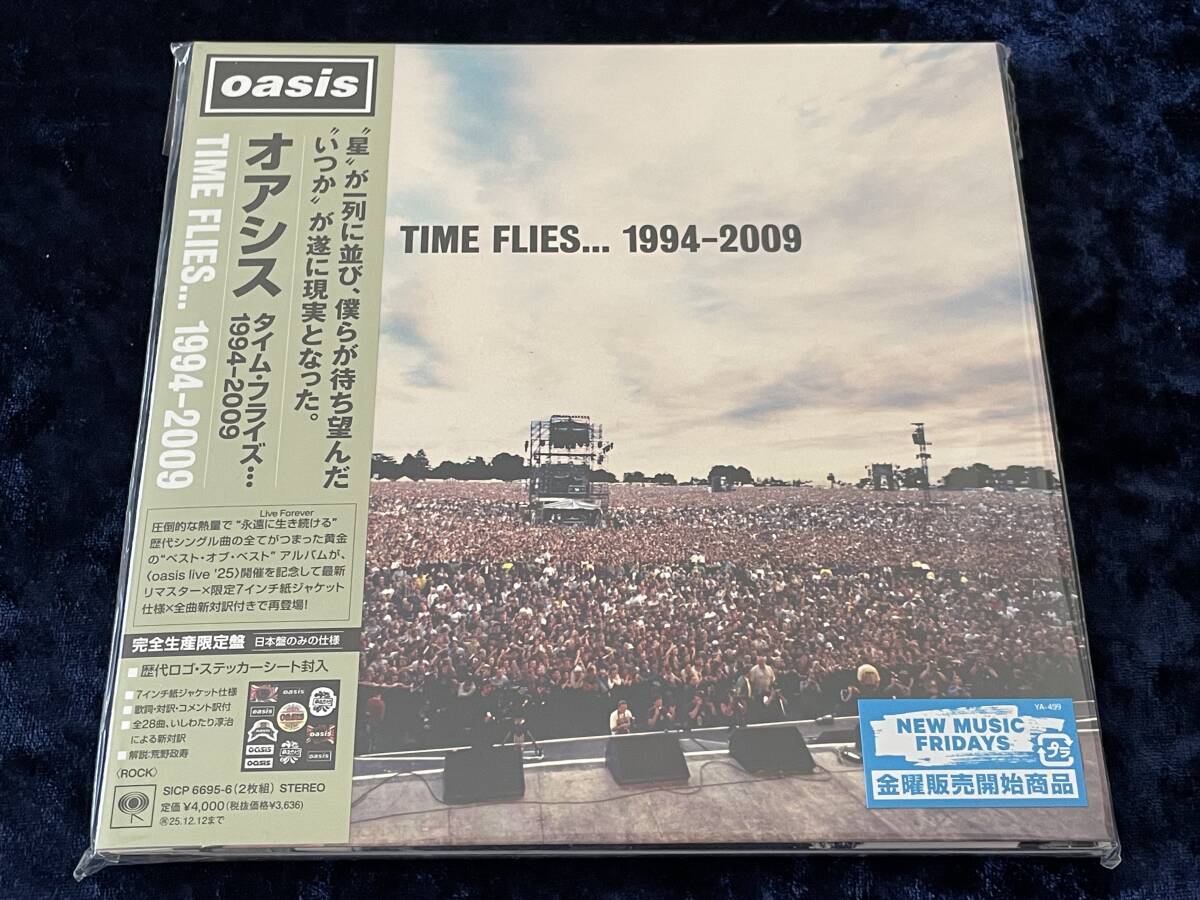 oasis
“星”が一列に並び、僕らが待ち望んだ
“いつか”が遂に現実となった。
オアシス
タイム・フライズ…
1994-2009
TIME FLIES... 1994-2009
Live Forever
圧倒的な熱量で“永遠に生き続ける”
歴代シングル曲の全てがつまった黄金
の“ベスト・オブ・ベスト”アルバムが、
〈oasis live '25〉開催を記念して最新
リマスター×限定7インチ紙ジャケット
仕様×全曲新対訳付きで再登場!
完全生産限定盤 日本盤のみの仕様
■歴代ロゴ・ステッカーシート封入
■7インチ紙ジャケット仕様
■歌詞・対訳・コメント訳付
■全28曲、いしわたり淳治
による新対訳
■解説:荒野政寿
oasis
oasis
oasis
oasis
oasis
oasis
oasis
〈ROCK〉
SICP 6695-6(2枚組) STEREO
定価 ¥4,000(税抜価格¥3,636)
㋐25.12.12まで
TIME FLIES... 1994-2009
YA-499
NEW MUSIC
FRIDAYS
プラ
金曜販売開始商品